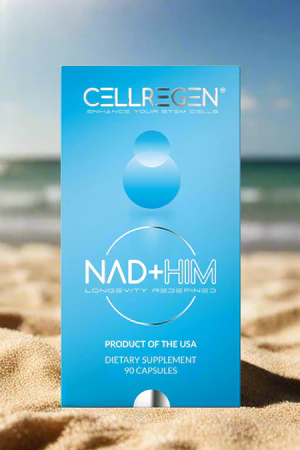 CELLREGEN®
ENHANCE YOUR STEM CELLS
NAD+HIM
LONGEVITY REDEFINED
PRODUCT OF THE USA
DIETARY SUPPLEMENT
90 CAPSULES